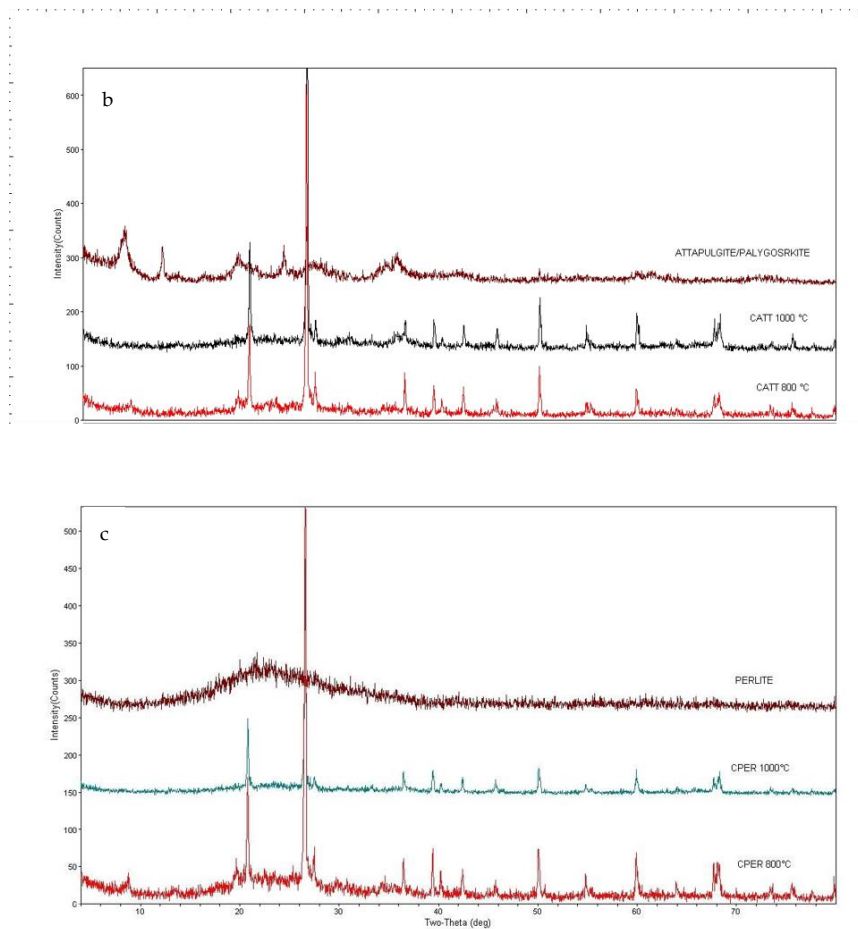 b
600
500
400
300
200
100
0
Intensity(Counts)
ATTAPULGITE/PALYGOSRKITE
CATT 1000 °C
CATT 800 °C
c
500
450
400
350
300
250
200
150
100
50
0
Intensity(Counts)
PERLITE
CPER 1000°C
CPER 800°C
10 20 30 40 50 60 70
Two-Theta (deg)